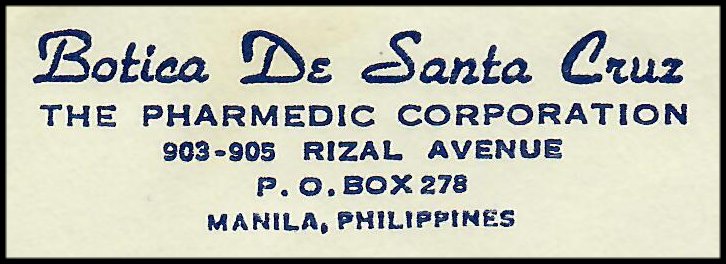 Botica De Santa Cruz
THE PHARMEDIC CORPORATION
903-905 RIZAL AVENUE
P. O. BOX 278
MANILA, PHILIPPINES